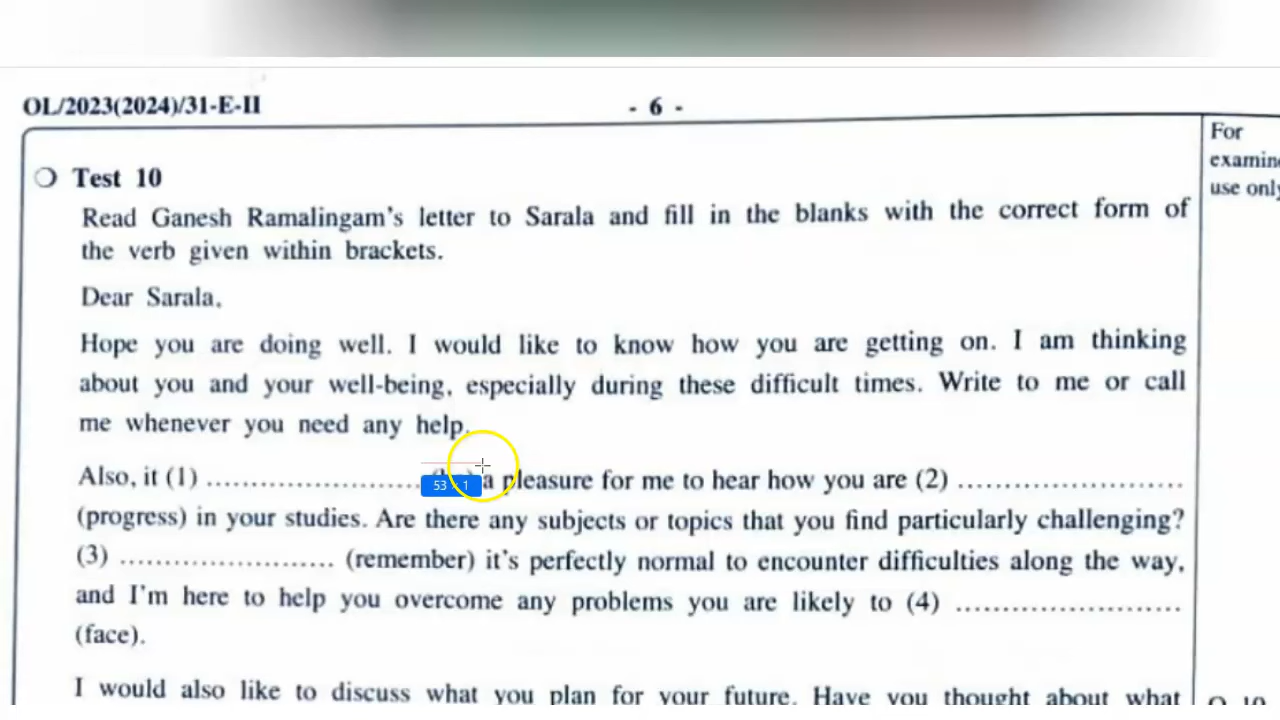 OL/2023(2024)/31-E-II - 6 -
For
examin
use only
Test 10
Read Ganesh Ramalingam's letter to Sarala and fill in the blanks with the correct form of
the verb given within brackets.
Dear Sarala,
Hope you are doing well. I would like to know how you are getting on. I am thinking
about you and your well-being, especially during these difficult times. Write to me or call
me whenever you need any help.
Also, it (1) ........................ a pleasure for me to hear how you are (2) ........................
53 1
(progress) in your studies. Are there any subjects or topics that you find particularly challenging?
(3) ........................ (remember) it's perfectly normal to encounter difficulties along the way,
and I'm here to help you overcome any problems you are likely to (4) ........................
(face).
I would also like to discuss what you plan for your future. Have you thought about what